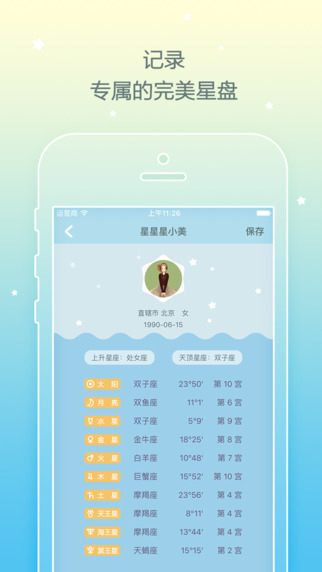 记录
专属的完美星盘
运营商 上午11:26
星星星小美 保存
直辖市 北京 女
1990-06-15
上升星座：处女座 天顶星座：双子座
太阳 双子座 23°50' 第 10 宫
月亮 双鱼座 11°1' 第 6 宫
水星 双子座 5°9' 第 9 宫
金星 金牛座 18°25' 第 8 宫
火星 白羊座 10°48' 第 7 宫
木星 巨蟹座 15°52' 第 10 宫
土星 摩羯座 23°56' 第 4 宫
天王星 摩羯座 8°11' 第 4 宫
海王星 摩羯座 13°44' 第 4 宫
冥王星 天蝎座 15°15' 第 2 宫